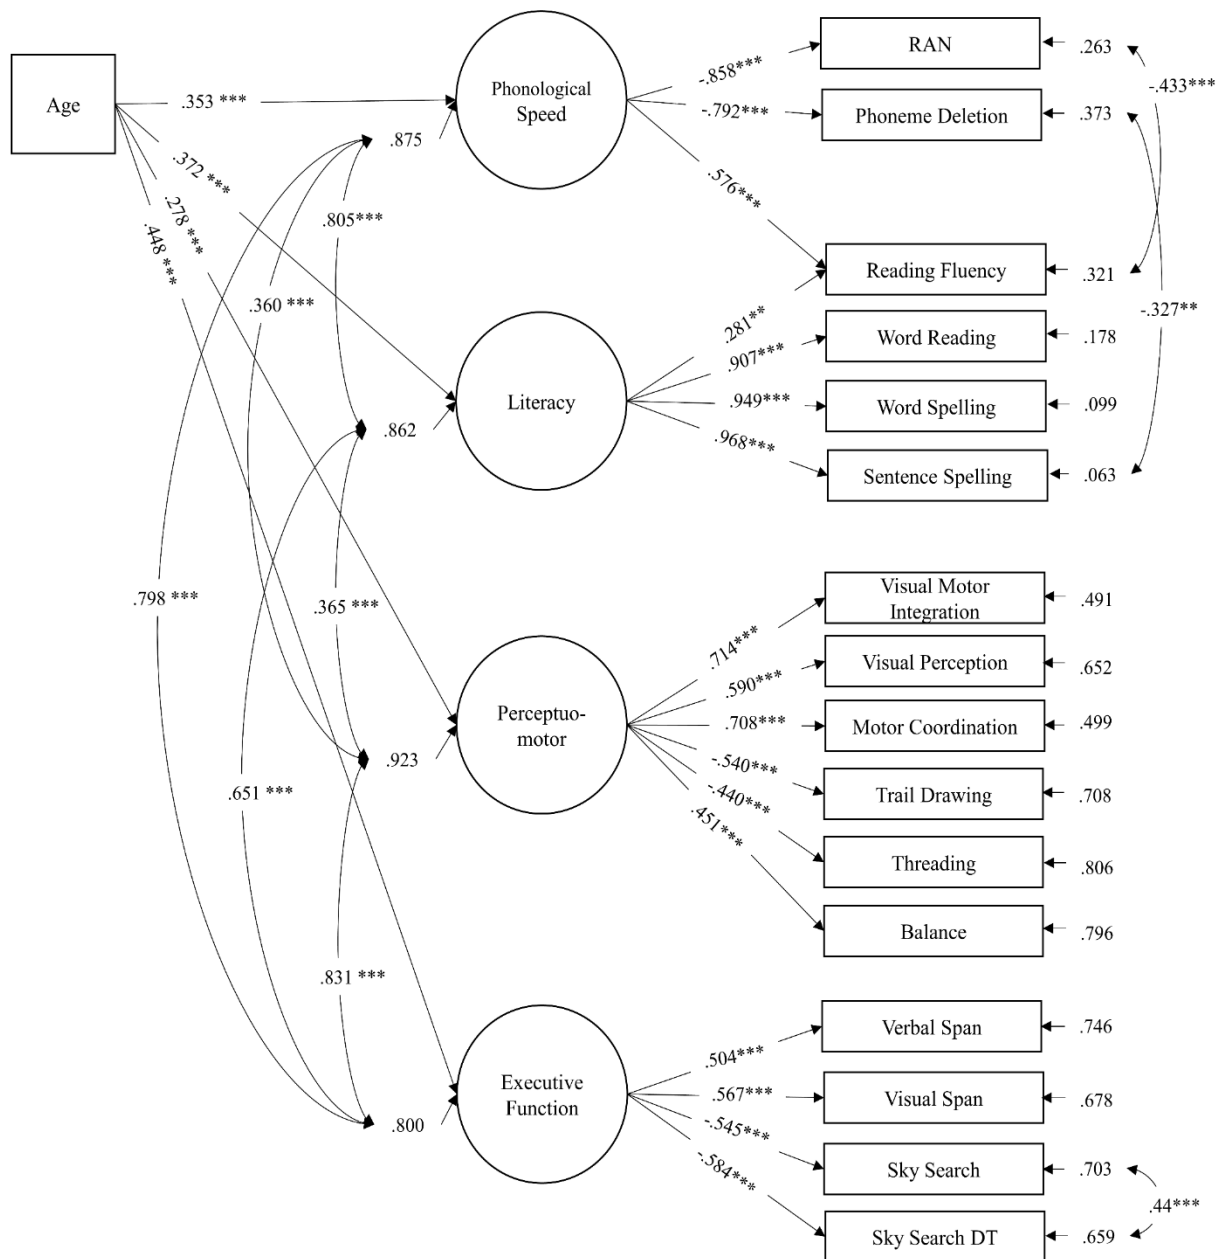 Age
.353 ***
.372 ***
.278 ***
.448 ***
.875
.805***
.360 ***
.862
.798 ***
.365 ***
.651 ***
.923
.831 ***
.800
Phonological
Speed
Literacy
Perceptuo-
motor
Executive
Function
-.858***
-.792***
.576***
.281**
.907***
.949***
.968***
.714***
.590***
.708***
-.540***
-.440***
.451***
.504***
.567***
-.545***
-.584***
RAN
.263
Phoneme Deletion
.373
Reading Fluency
.321
Word Reading
.178
Word Spelling
.099
Sentence Spelling
.063
-.433***
-.327**
Visual Motor
Integration
.491
Visual Perception
.652
Motor Coordination
.499
Trail Drawing
.708
Threading
.806
Balance
.796
Verbal Span
.746
Visual Span
.678
Sky Search
.703
Sky Search DT
.659
.44***